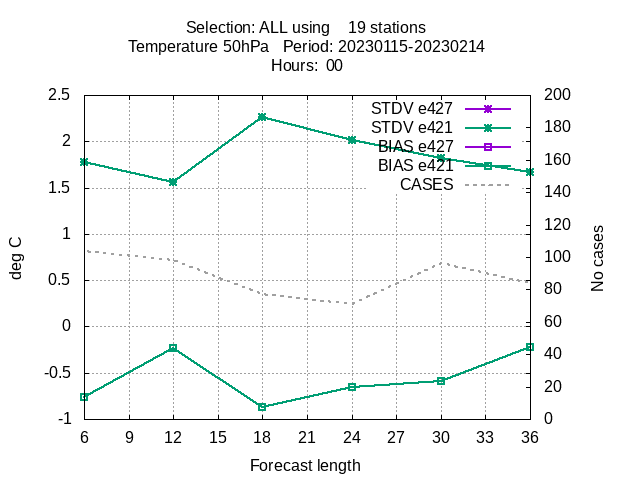 Selection: ALL using 19 stations
Temperature 50hPa Period: 20230115-20230214
Hours: 00
2.5
2
1.5
1
0.5
0
-0.5
-1
deg C
200
180
160
140
120
100
80
60
40
20
0
No cases
STDV e427
STDV e421
BIAS e427
BIAS e421
CASES
6 9 12 15 18 21 24 27 30 33 36
Forecast length